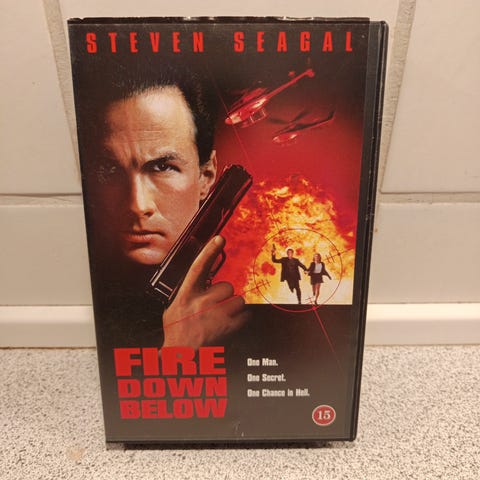 STEVEN SEAGAL
FIRE
DOWN
BELOW
One Man.
One Secret.
One Chance in Hell.
15